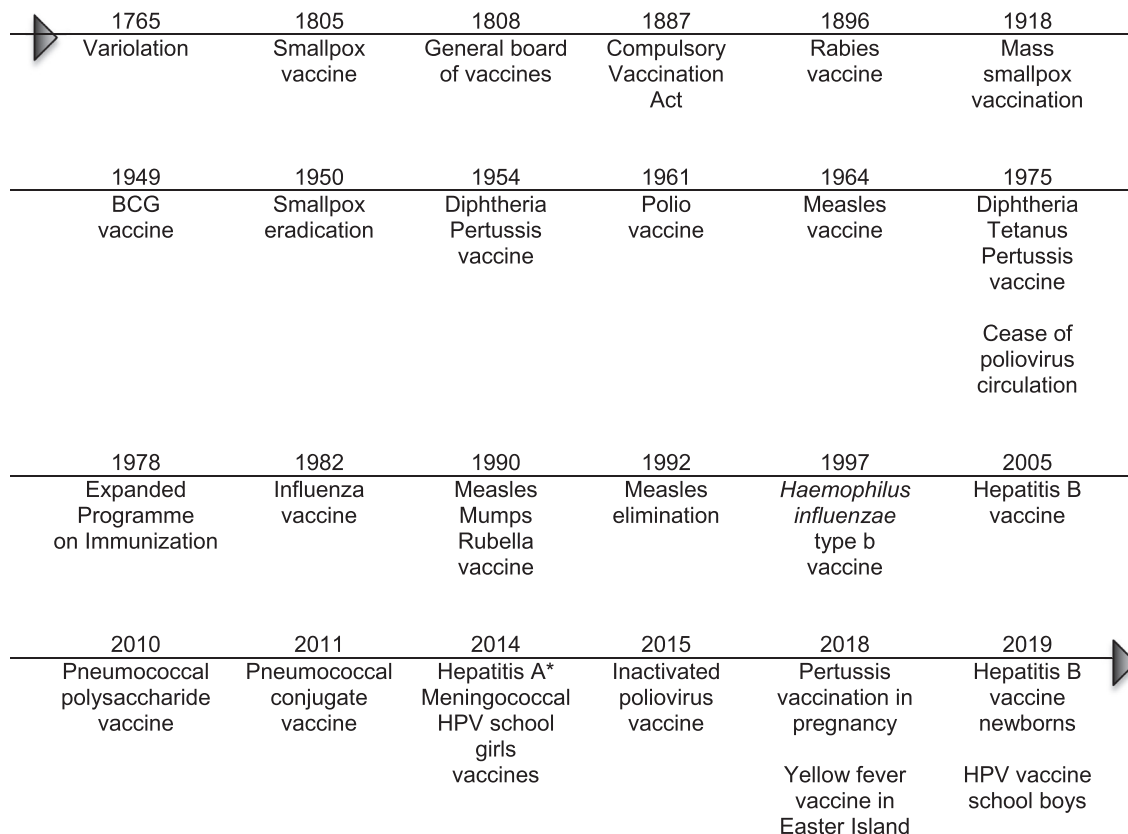 1765
Variolation
1805
Smallpox
vaccine
1808
General board
of vaccines
1887
Compulsory
Vaccination
Act
1896
Rabies
vaccine
1918
Mass
smallpox
vaccination
1949
BCG
vaccine
1950
Smallpox
eradication
1954
Diphtheria
Pertussis
vaccine
1961
Polio
vaccine
1964
Measles
vaccine
1975
Diphtheria
Tetanus
Pertussis
vaccine
Cease of
poliovirus
circulation
1978
Expanded
Programme
on Immunization
1982
Influenza
vaccine
1990
Measles
Mumps
Rubella
vaccine
1992
Measles
elimination
1997
Haemophilus
influenzae
type b
vaccine
2005
Hepatitis B
vaccine
2010
Pneumococcal
polysaccharide
vaccine
2011
Pneumococcal
conjugate
vaccine
2014
Hepatitis A*
Meningococcal
HPV school
girls
vaccines
2015
Inactivated
poliovirus
vaccine
2018
Pertussis
vaccination in
pregnancy
Yellow fever
vaccine in
Easter Island
2019
Hepatitis B
vaccine
newborns
HPV vaccine
school boys